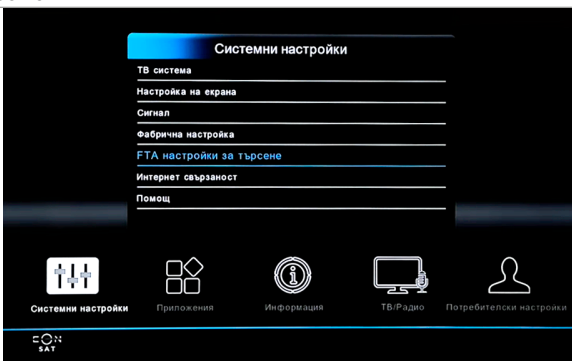 Системни настройки
ТВ система
Настройка на екрана
Сигнал
Фабрична настройка
FTA настройки за търсене
Интернет свързаност
Помощ
Системни настройки
Приложения
Информация
ТВ/Радио
Потребителски настройки
EON
SAT